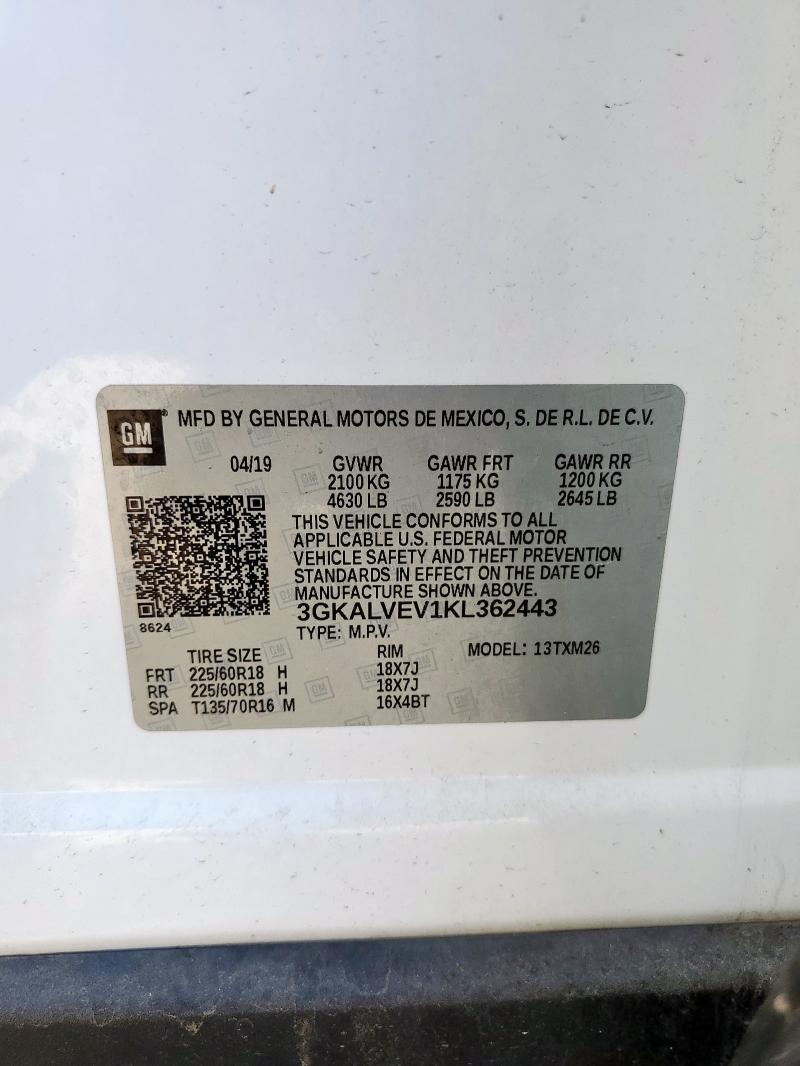 GM ® MFD BY GENERAL MOTORS DE MEXICO, S. DE R.L. DE C.V.
04/19 GVWR GAWR FRT GAWR RR
2100 KG 1175 KG 1200 KG
4630 LB 2590 LB 2645 LB
THIS VEHICLE CONFORMS TO ALL
APPLICABLE U.S. FEDERAL MOTOR
VEHICLE SAFETY AND THEFT PREVENTION
STANDARDS IN EFFECT ON THE DATE OF
MANUFACTURE SHOWN ABOVE.
8624
3GKALVEV1KL362443
TYPE: M.P.V.
TIRE SIZE RIM MODEL: 13TXM26
FRT 225/60R18 H 18X7J
RR 225/60R18 H 18X7J
SPA T135/70R16 M 16X4BT